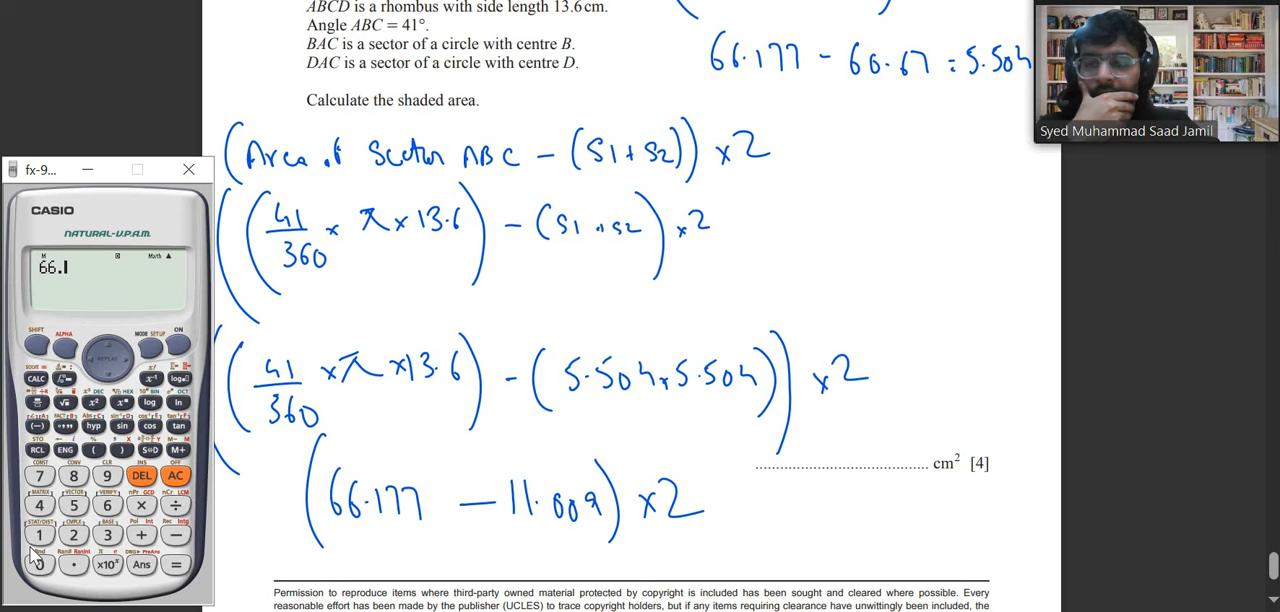 ABCD is a rhombus with side length 13.6 cm.
Angle ABC = 41°.
BAC is a sector of a circle with centre B.
DAC is a sector of a circle with centre D.
Calculate the shaded area.
66.177 - 60.67 = 5.504
Syed Muhammad Saad Jamil
(Area of Sector ABC - (S1 + S2)) × 2
((41/360 × π × 13.6) - (S1 + S2) × 2
((41/360 × π × 13.6) - (5.504 × 5.504)) × 2
(66.177 - 11.009) × 2
cm² [4]
Permission to reproduce items where third-party owned material protected by copyright is included has been sought and cleared where possible. Every
reasonable effort has been made by the publisher (UCLES) to trace copyright holders, but if any items requiring clearance have unwittingly been included, the
fx-9...
CASIO
NATURAL-V.P.A.M.
M Math
66.1
SHIFT ALPHA MODE SETUP ON
REPLAY
CALC x⁻¹
√ x² log ln
(-) hyp sin cos tan
RCL ENG ( ) S⇔D M+
7 8 9 DEL AC
4 5 6 × ÷
1 2 3 + −
0 . ×10ˣ Ans =